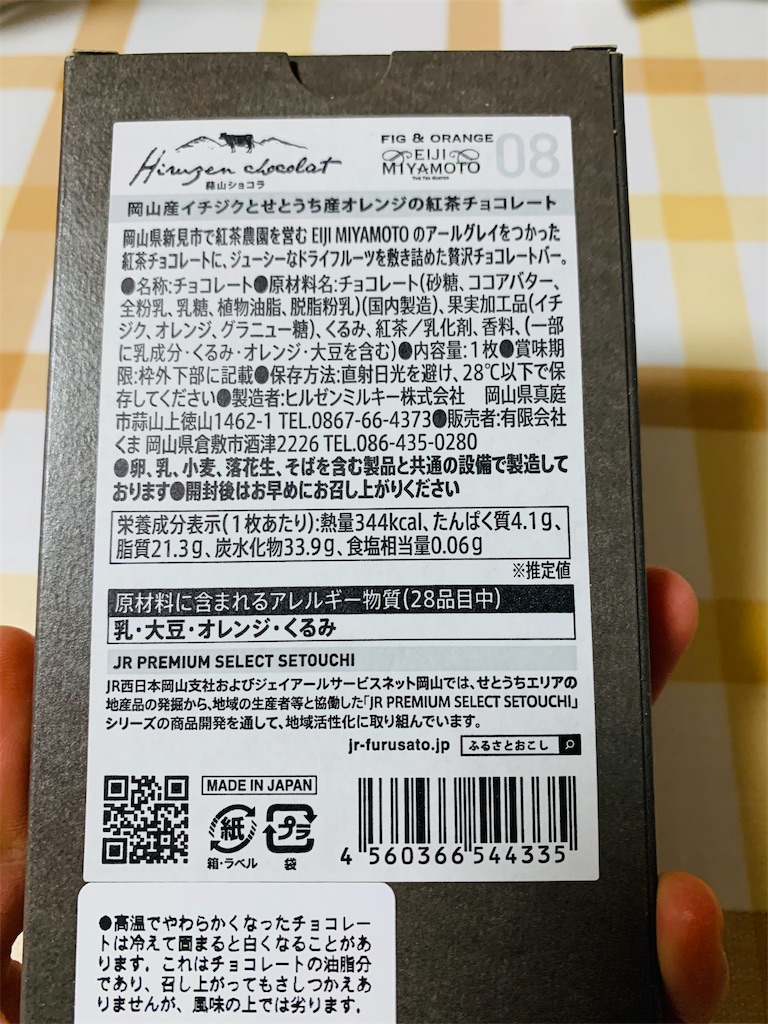 Hiruzen chocolat
蒜山ショコラ
FIG & ORANGE
EIJI
MIYAMOTO
THE TEA MASTER
08
岡山産イチジクとせとうち産オレンジの紅茶チョコレート
岡山県新見市で紅茶農園を営む EIJI MIYAMOTO のアールグレイをつかった
紅茶チョコレートに、ジューシーなドライフルーツを敷き詰めた贅沢チョコレートバー。
●名称:チョコレート●原材料名:チョコレート(砂糖、ココアバター、
全粉乳、乳糖、植物油脂、脱脂粉乳)(国内製造)、果実加工品(イチ
ジク、オレンジ、グラニュー糖)、くるみ、紅茶/乳化剤、香料、(一部
に乳成分・くるみ・オレンジ・大豆を含む)●内容量:1枚●賞味期
限:枠外下部に記載●保存方法:直射日光を避け、28℃以下で保
存してください●製造者:ヒルゼンミルキー株式会社 岡山県真庭
市蒜山上徳山1462-1 TEL.0867-66-4373●販売者:有限会社
くま 岡山県倉敷市酒津2226 TEL.086-435-0280
●卵、乳、小麦、落花生、そばを含む製品と共通の設備で製造して
おります●開封後はお早めにお召し上がりください
栄養成分表示(1枚あたり):熱量344kcal、たんぱく質4.1g、
脂質21.3g、炭水化物33.9g、食塩相当量0.06g
※推定値
原材料に含まれるアレルギー物質(28品目中)
乳・大豆・オレンジ・くるみ
JR PREMIUM SELECT SETOUCHI
JR西日本岡山支社およびジェイアールサービスネット岡山では、せとうちエリアの
地産品の発掘から、地域の生産者等と協働した「JR PREMIUM SELECT SETOUCHI」
シリーズの商品開発を通して、地域活性化に取り組んでいます。
jr-furusato.jp ふるさとおこし
MADE IN JAPAN
紙 プラ
箱・ラベル 袋
4 560366 544335
●高温でやわらかくなったチョコレー
トは冷えて固まると白くなることがあ
ります。これはチョコレートの油脂分
であり、召し上がってもさしつかえあ
りませんが、風味の上では劣ります。